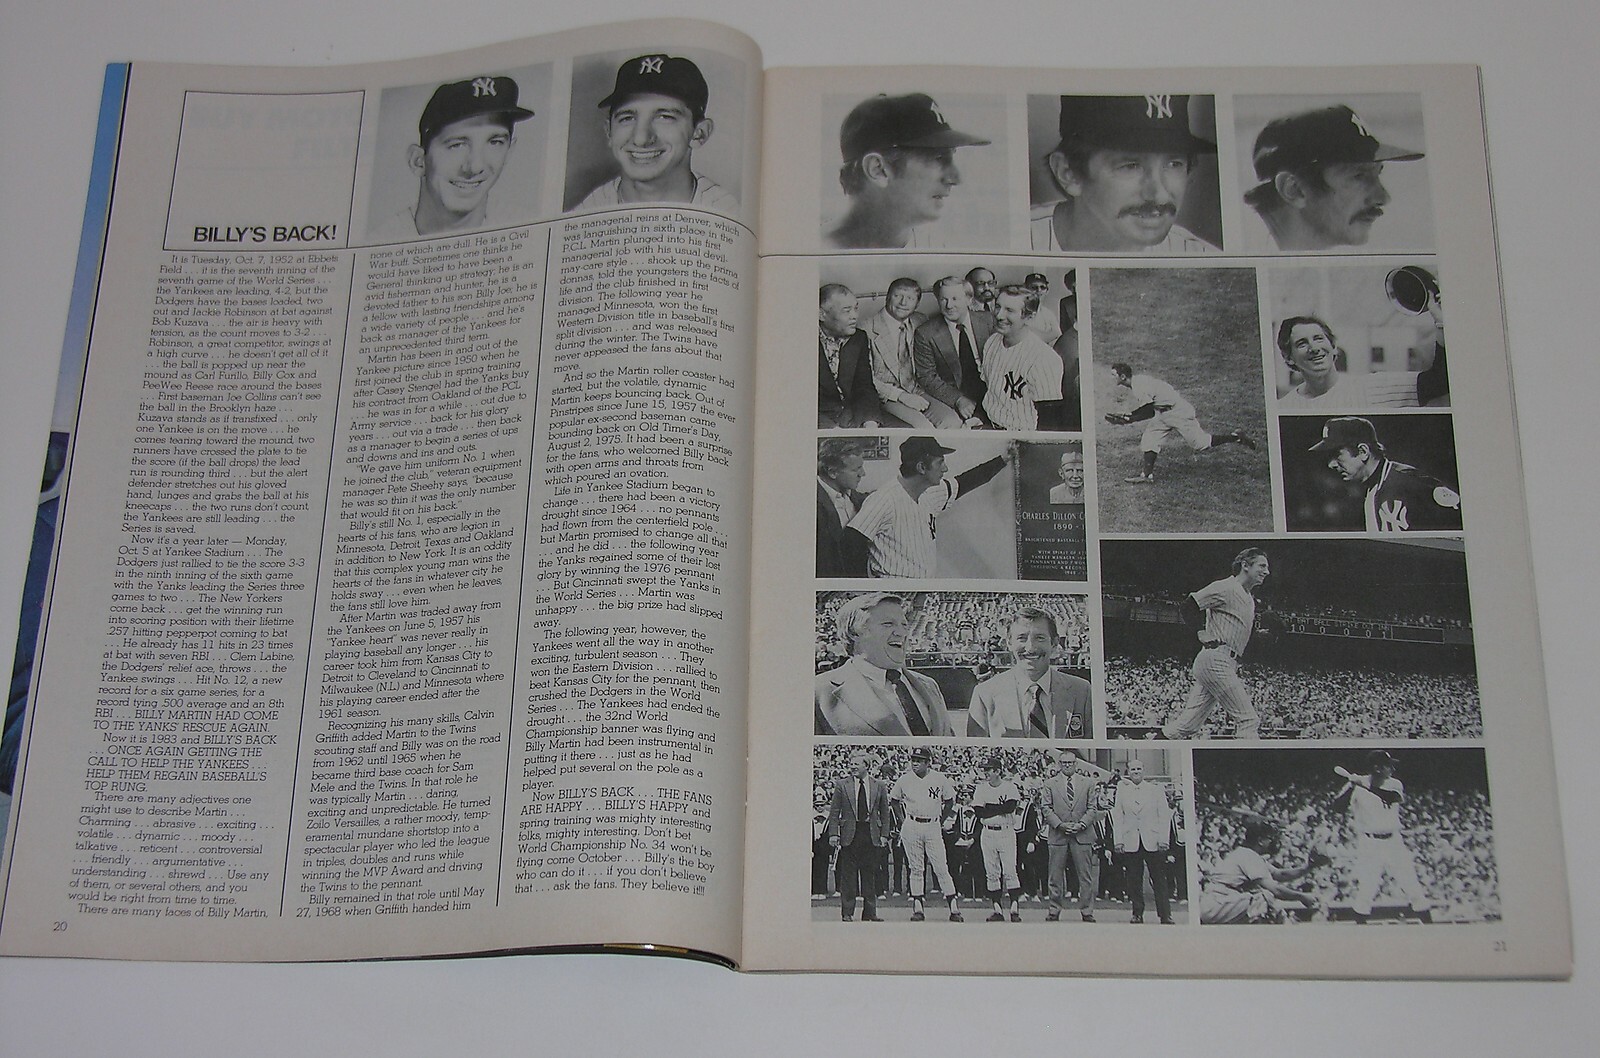 BILLY'S BACK!
It is Tuesday, Oct. 7, 1952 at Ebbets
Field . . . it is the seventh inning of the
seventh game of the World Series . . .
the Yankees are leading, 4-2, but the
Dodgers have the bases loaded, two
out and Jackie Robinson at bat against
Bob Kuzava . . . the air is heavy with
tension, as the count moves to 3-2 . . .
Robinson, a great competitor, swings at
a high curve . . . he doesn't get all of it
. . . the ball is popped up near the
mound as Carl Furillo, Billy Cox and
PeeWee Reese race around the bases
. . . First baseman Joe Collins can't see
the ball in the Brooklyn haze . . .
Kuzava stands as if transfixed . . . only
one Yankee is on the move . . . he
comes tearing toward the mound, two
runners have crossed the plate to tie
the score (if the ball drops) the lead
run is rounding third . . . but the alert
defender stretches out his gloved
hand, lunges and grabs the ball at his
kneecaps . . . the two runs don't count,
the Yankees are still leading . . . the
Series is saved.
Now it's a year later — Monday,
Oct. 5 at Yankee Stadium . . . The
Dodgers just rallied to tie the score 3-3
in the ninth inning of the sixth game
with the Yanks leading the Series three
games to two . . . The New Yorkers
come back . . . get the winning run
into scoring position with their lifetime
.257 hitting pepperpot coming to bat
. . . He already has 11 hits in 23 times
at bat with seven RBI . . . Clem Labine,
the Dodgers' relief ace, throws . . . the
Yankee swings . . . Hit No. 12, a new
record for a six game series, for a
record tying .500 average and an 8th
RBI . . . BILLY MARTIN HAD COME
TO THE YANKS' RESCUE AGAIN.
Now it is 1983 and BILLY'S BACK
. . . ONCE AGAIN GETTING THE
CALL TO HELP THE YANKEES . . .
HELP THEM REGAIN BASEBALL'S
TOP RUNG.
There are many adjectives one
might use to describe Martin . . .
Charming . . . abrasive . . . exciting . . .
volatile . . . dynamic . . . moody . . .
talkative . . . reticent . . . controversial
. . . friendly . . . argumentative . . .
understanding . . . shrewd . . . Use any
of them, or several others, and you
would be right from time to time.
There are many faces of Billy Martin,
none of which are dull. He is a Civil
War buff. Sometimes one thinks he
would have liked to have been a
General thinking up strategy; he is an
avid fisherman and hunter; he is a
devoted father to his son Billy Joe; he is
a fellow with lasting friendships among
a wide variety of people . . . and he's
back as manager of the Yankees for
an unprecedented third term.
Martin has been in and out of the
Yankee picture since 1950 when he
first joined the club in spring training
after Casey Stengel had the Yanks buy
his contract from Oakland of the PCL
. . . he was in for a while . . . out due to
Army service . . . back for his glory
years . . . out via a trade . . . then back
as a manager to begin a series of ups
and downs and ins and outs.
"We gave him uniform No. 1 when
he joined the club," veteran equipment
manager Pete Sheehy says, "because
he was so thin it was the only number
that would fit on his back."
Billy's still No. 1, especially in the
hearts of his fans, who are legion in
Minnesota, Detroit, Texas and Oakland
in addition to New York. It is an oddity
that this complex young man wins the
hearts of the fans in whatever city he
holds sway . . . even when he leaves,
the fans still love him.
After Martin was traded away from
the Yankees on June 5, 1957 his
"Yankee heart" was never really in
playing baseball any longer . . . his
career took him from Kansas City to
Detroit to Cleveland to Cincinnati to
Milwaukee (N.L.) and Minnesota where
his playing career ended after the
1961 season.
Recognizing his many skills, Calvin
Griffith added Martin to the Twins
scouting staff and Billy was on the road
from 1962 until 1965 when he
became third base coach for Sam
Mele and the Twins. In that role he
was typically Martin . . . daring,
exciting and unpredictable. He turned
Zoilo Versailles, a rather moody, temp-
eramental mundane shortstop into a
spectacular player who led the league
in triples, doubles and runs while
winning the MVP Award and driving
the Twins to the pennant.
Billy remained in that role until May
27, 1968 when Griffith handed him
the managerial reins at Denver, which
was languishing in sixth place in the
P.C.L. Martin plunged into his first
managerial job with his usual devil-
may-care style . . . shook up the prima
donnas, told the youngsters the facts of
life and the club finished in first
division. The following year he
managed Minnesota, won the first
Western Division title in baseball's first
split division . . . and was released
during the winter. The Twins have
never appeased the fans about that
move.
And so the Martin roller coaster had
started, but the volatile, dynamic
Martin keeps bouncing back. Out of
Pinstripes since June 15, 1957 the ever
popular ex-second baseman came
bounding back on Old Timer's Day,
August 2, 1975. It had been a surprise
for the fans, who welcomed Billy back
with open arms and throats from
which poured an ovation.
Life in Yankee Stadium began to
change . . . there had been a victory
drought since 1964 . . . no pennants
had flown from the centerfield pole . . .
but Martin promised to change all that
. . . and he did . . . the following year
the Yanks regained some of their lost
glory by winning the 1976 pennant
. . . But Cincinnati swept the Yanks in
the World Series . . . Martin was
unhappy . . . the big prize had slipped
away.
The following year, however, the
Yankees went all the way in another
exciting, turbulent season . . . They
won the Eastern Division . . . rallied to
beat Kansas City for the pennant, then
crushed the Dodgers in the World
Series . . . The Yankees had ended the
drought . . . the 32nd World
Championship banner was flying and
Billy Martin had been instrumental in
putting it there . . . just as he had
helped put several on the pole as a
player.
Now BILLY'S BACK . . . THE FANS
ARE HAPPY . . . BILLY'S HAPPY and
spring training was mighty interesting
folks, mighty interesting. Don't bet
World Championship No. 34 won't be
flying come October . . . Billy's the boy
who can do it . . . if you don't believe
that . . . ask the fans. They believe it!!!
20
CHARLES DILLON
1890 -
21